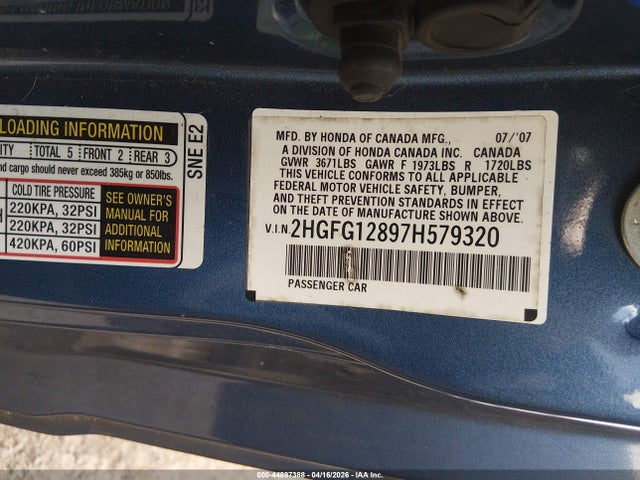 LOADING INFORMATION
TOTAL 5 FRONT 2 REAR 3
and cargo should never exceed 385kg or 850lbs.
COLD TIRE PRESSURE
220KPA, 32PSI
220KPA, 32PSI
420KPA, 60PSI
SEE OWNER'S
MANUAL FOR
ADDITIONAL
INFORMATION
SNE E2
MFD. BY HONDA OF CANADA MFG., 07/'07
A DIVISION OF HONDA CANADA INC. CANADA
GVWR 3671LBS GAWR F 1973LBS R 1720LBS
THIS VEHICLE CONFORMS TO ALL APPLICABLE
FEDERAL MOTOR VEHICLE SAFETY, BUMPER,
AND THEFT PREVENTION STANDARDS IN EFFECT
ON THE DATE OF MANUFACTURE SHOWN ABOVE.
V.I.N. 2HGFG12897H579320
PASSENGER CAR
000-44897388 - 04/16/2026 - IAA Inc.